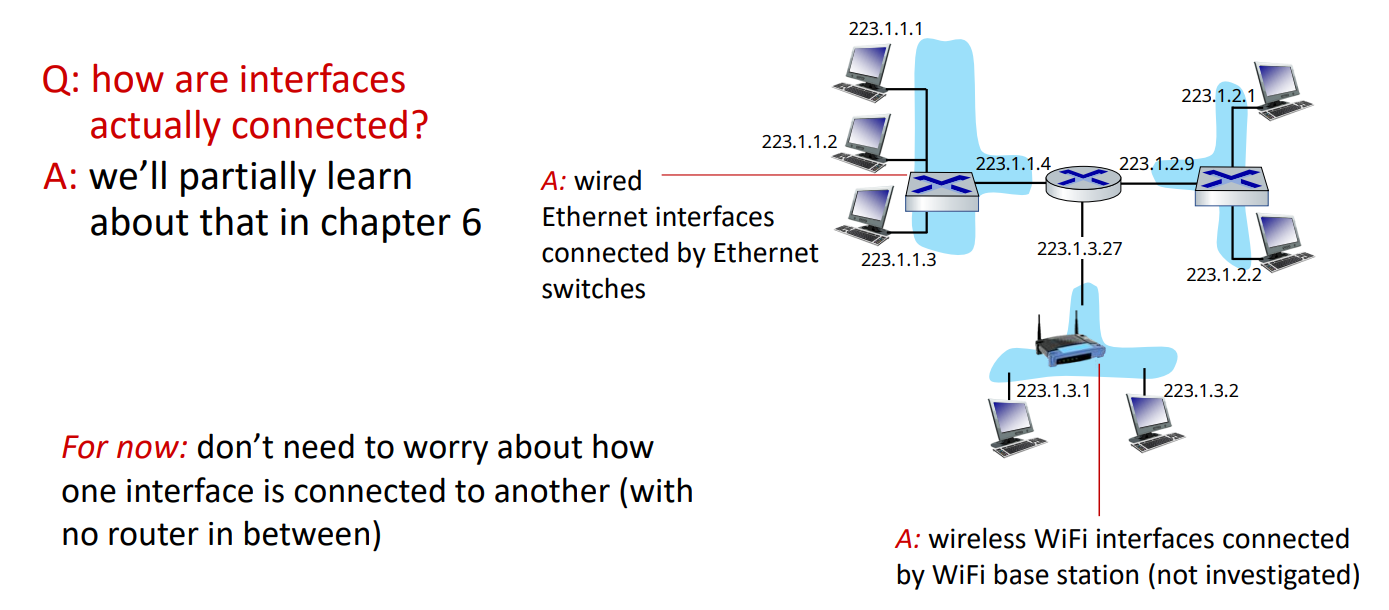 Q: how are interfaces
actually connected?
A: we’ll partially learn
about that in chapter 6
A: wired
Ethernet interfaces
connected by Ethernet
switches
For now: don’t need to worry about how
one interface is connected to another (with
no router in between)
223.1.1.1
223.1.1.2
223.1.1.3
223.1.1.4
223.1.2.9
223.1.2.1
223.1.2.2
223.1.3.27
223.1.3.1
223.1.3.2
A: wireless WiFi interfaces connected
by WiFi base station (not investigated)